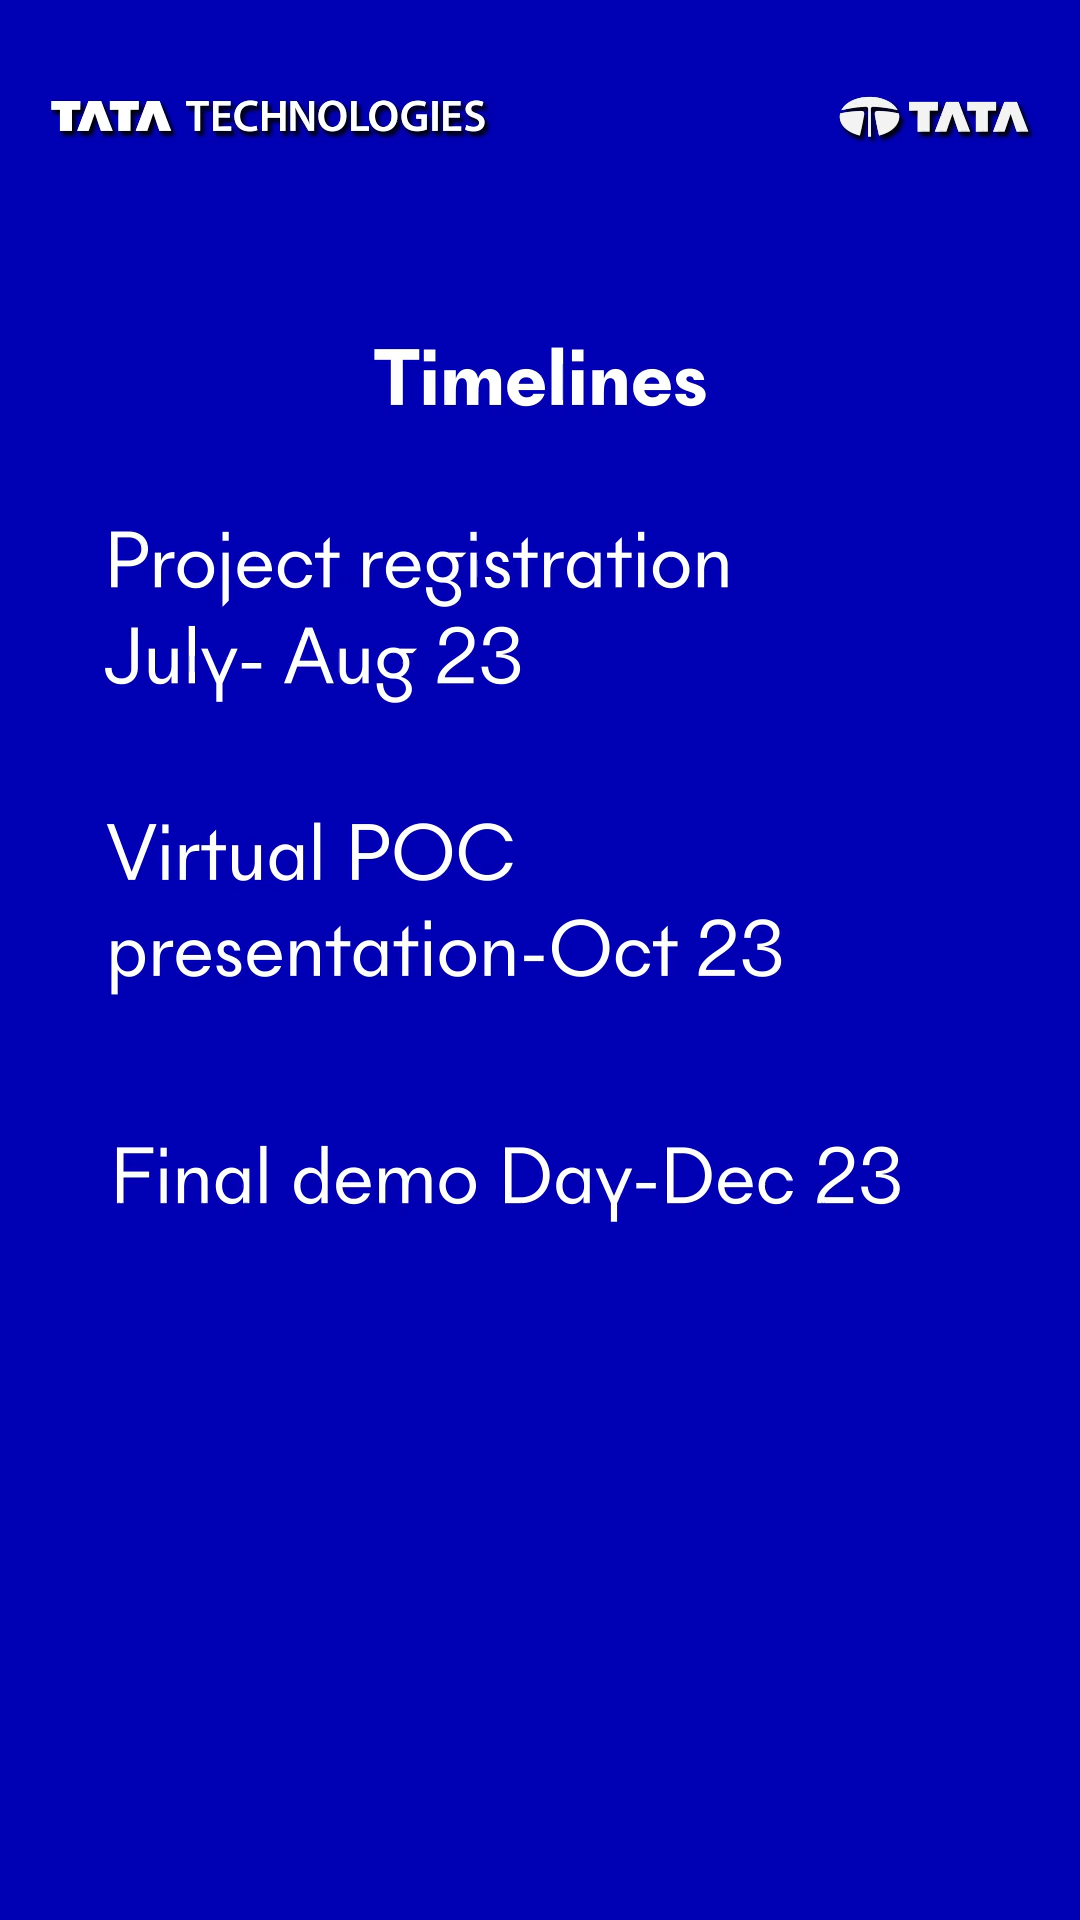 TATA TECHNOLOGIES
TATA
Timelines
Project registration
July- Aug 23
Virtual POC
presentation-Oct 23
Final demo Day-Dec 23